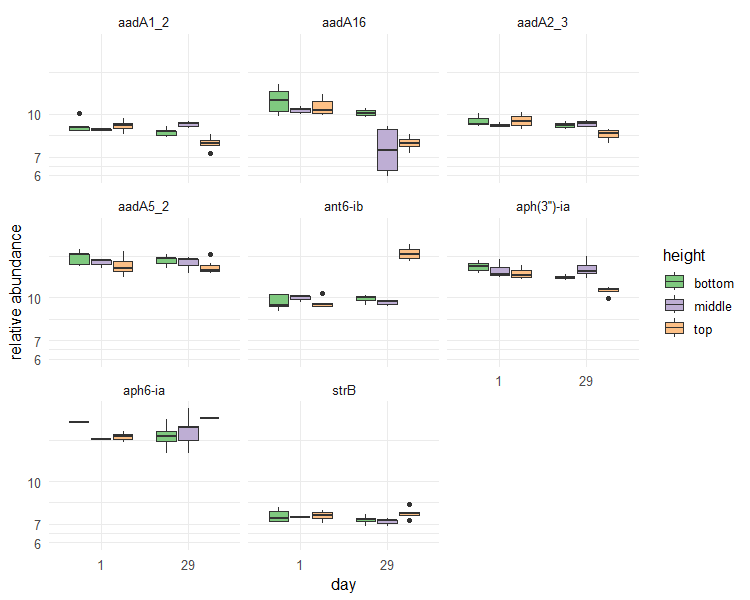 aadA1_2 aadA16 aadA2_3
10
7
6
aadA5_2 ant6-ib aph(3'')-ia
10
7
6
1 29
aph6-ia strB
10
7
6
1 29 1 29
day
relative abundance
height
bottom
middle
top